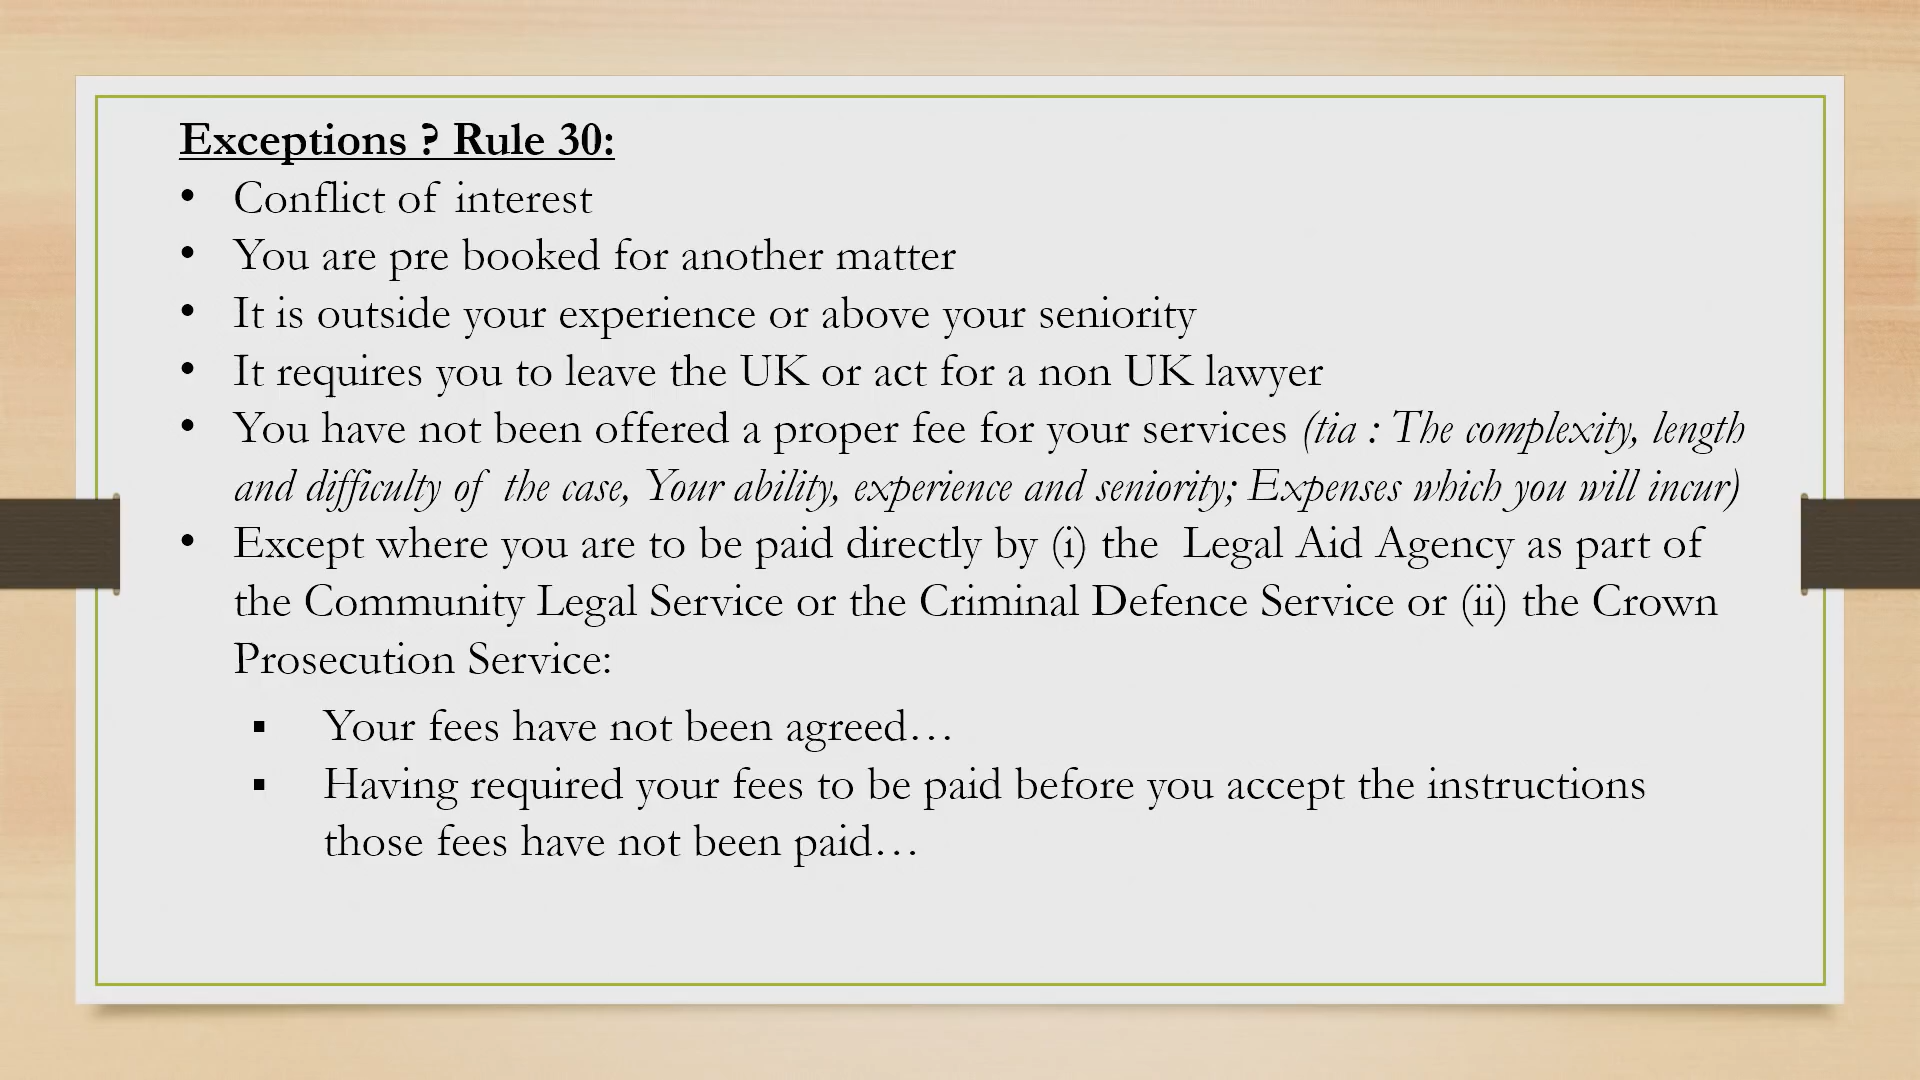 Exceptions ? Rule 30:
• Conflict of interest
• You are pre booked for another matter
• It is outside your experience or above your seniority
• It requires you to leave the UK or act for a non UK lawyer
• You have not been offered a proper fee for your services (tia : The complexity, length
and difficulty of the case, Your ability, experience and seniority; Expenses which you will incur)
• Except where you are to be paid directly by (i) the Legal Aid Agency as part of
the Community Legal Service or the Criminal Defence Service or (ii) the Crown
Prosecution Service:
▪ Your fees have not been agreed…
▪ Having required your fees to be paid before you accept the instructions
those fees have not been paid…